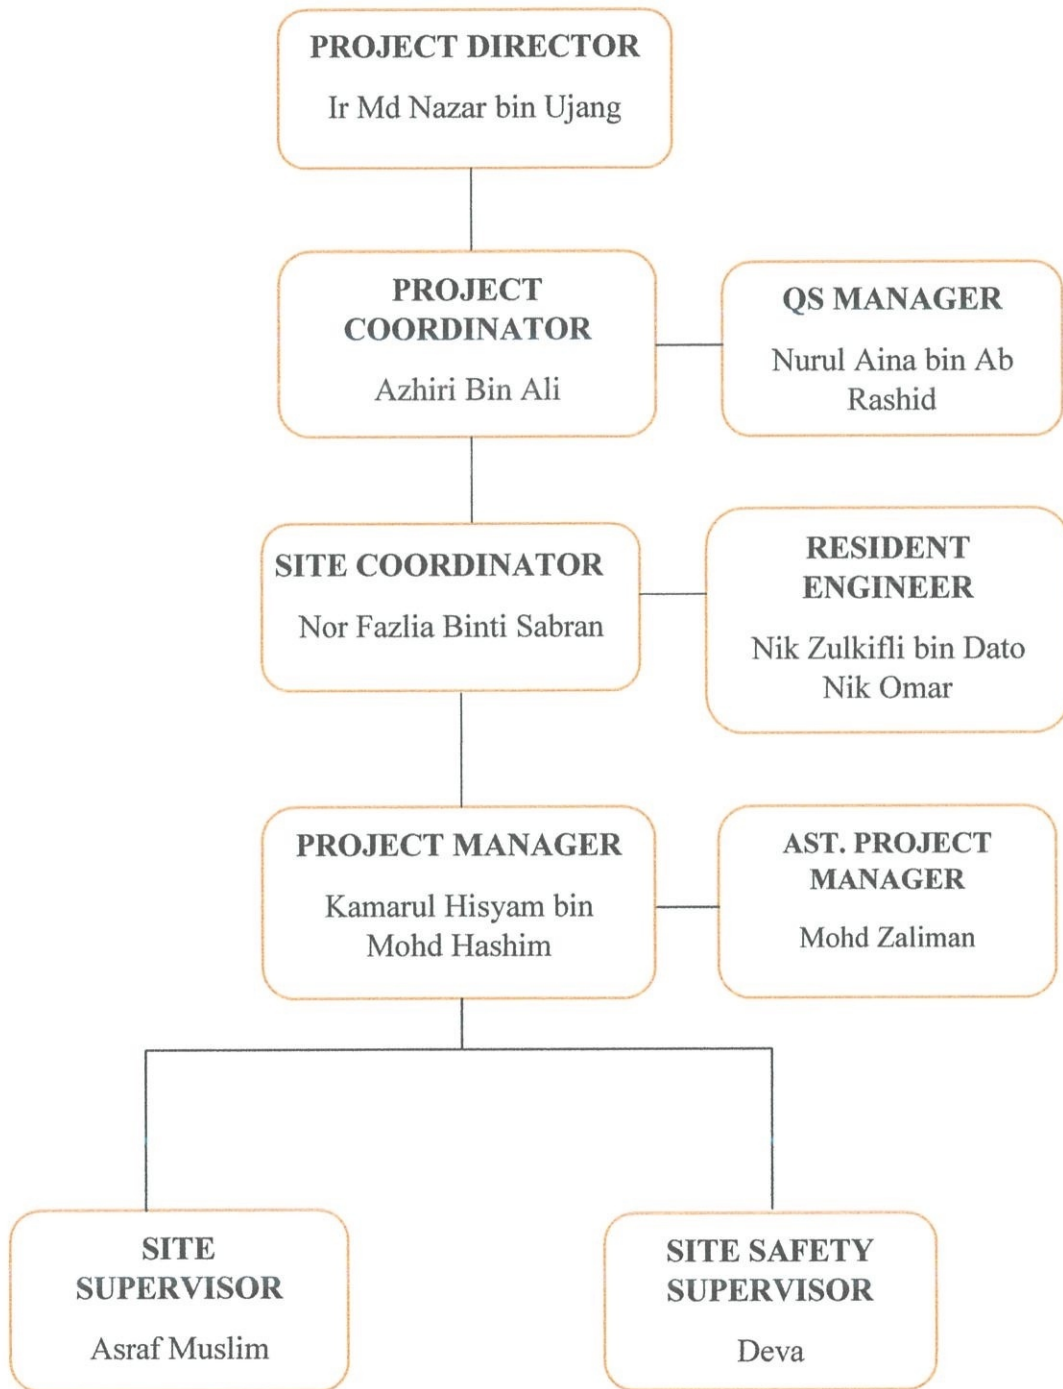 PROJECT DIRECTOR
Ir Md Nazar bin Ujang
PROJECT
COORDINATOR
Azhiri Bin Ali
QS MANAGER
Nurul Aina bin Ab
Rashid
SITE COORDINATOR
Nor Fazlia Binti Sabran
RESIDENT
ENGINEER
Nik Zulkifli bin Dato
Nik Omar
PROJECT MANAGER
Kamarul Hisyam bin
Mohd Hashim
AST. PROJECT
MANAGER
Mohd Zaliman
SITE
SUPERVISOR
Asraf Muslim
SITE SAFETY
SUPERVISOR
Deva